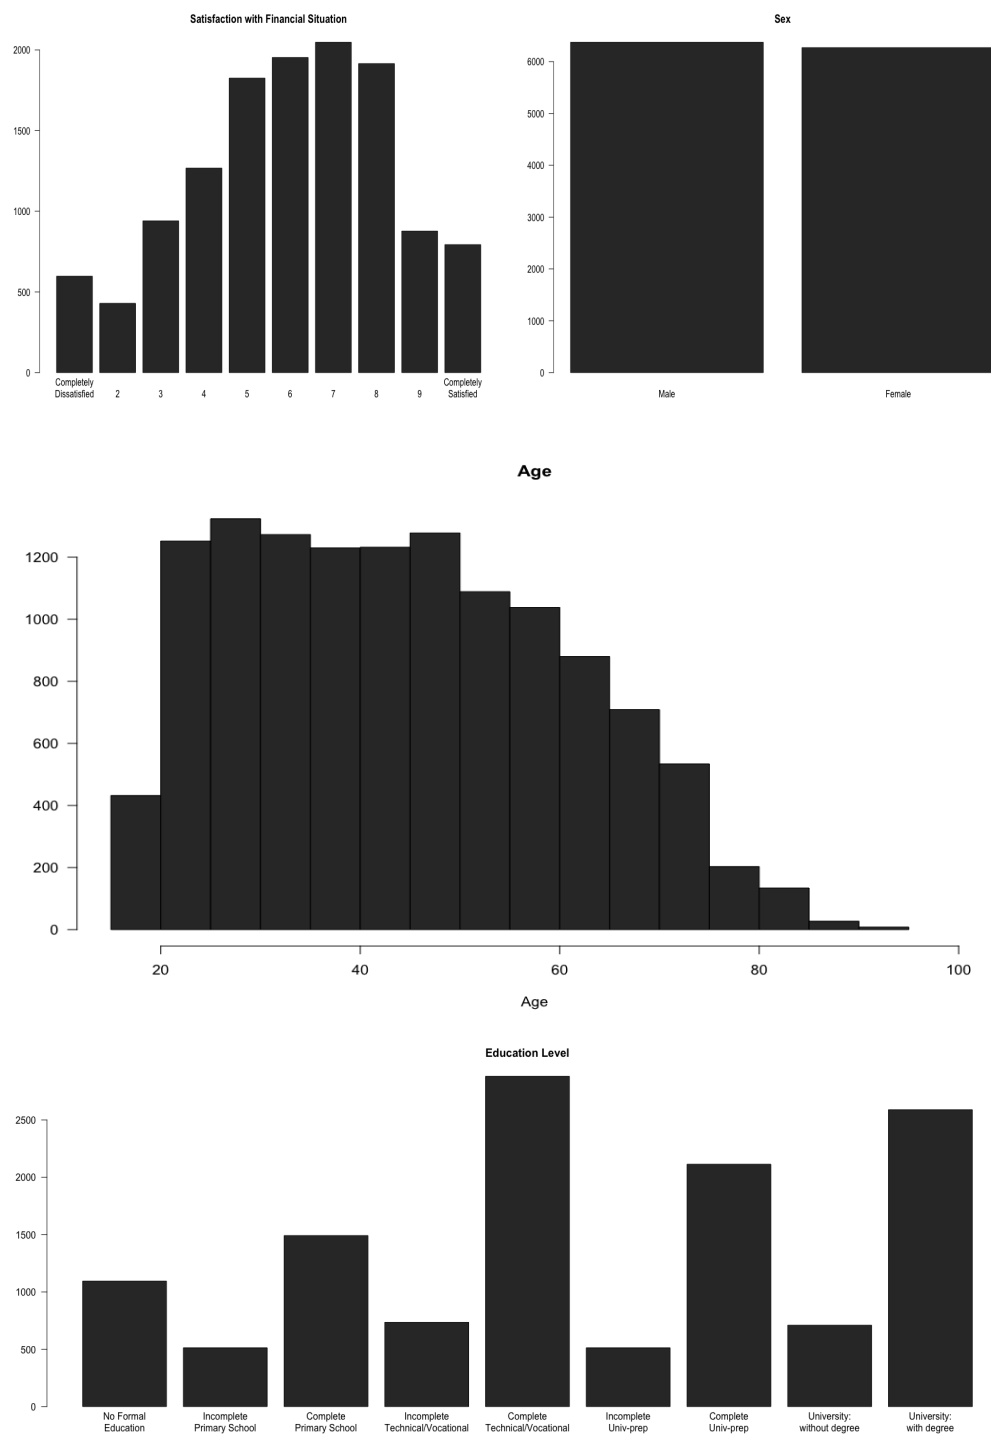 Satisfaction with Financial Situation
2000
1500
1000
500
0
Completely
Dissatisfied 2 3 4 5 6 7 8 9 Completely
Satisfied
Sex
6000
5000
4000
3000
2000
1000
0
Male Female
Age
1200
1000
800
600
400
200
0
20 40 60 80 100
Age
Education Level
2500
2000
1500
1000
500
0
No Formal
Education
Incomplete
Primary School
Complete
Primary School
Incomplete
Technical/Vocational
Complete
Technical/Vocational
Incomplete
Univ-prep
Complete
Univ-prep
University:
without degree
University:
with degree